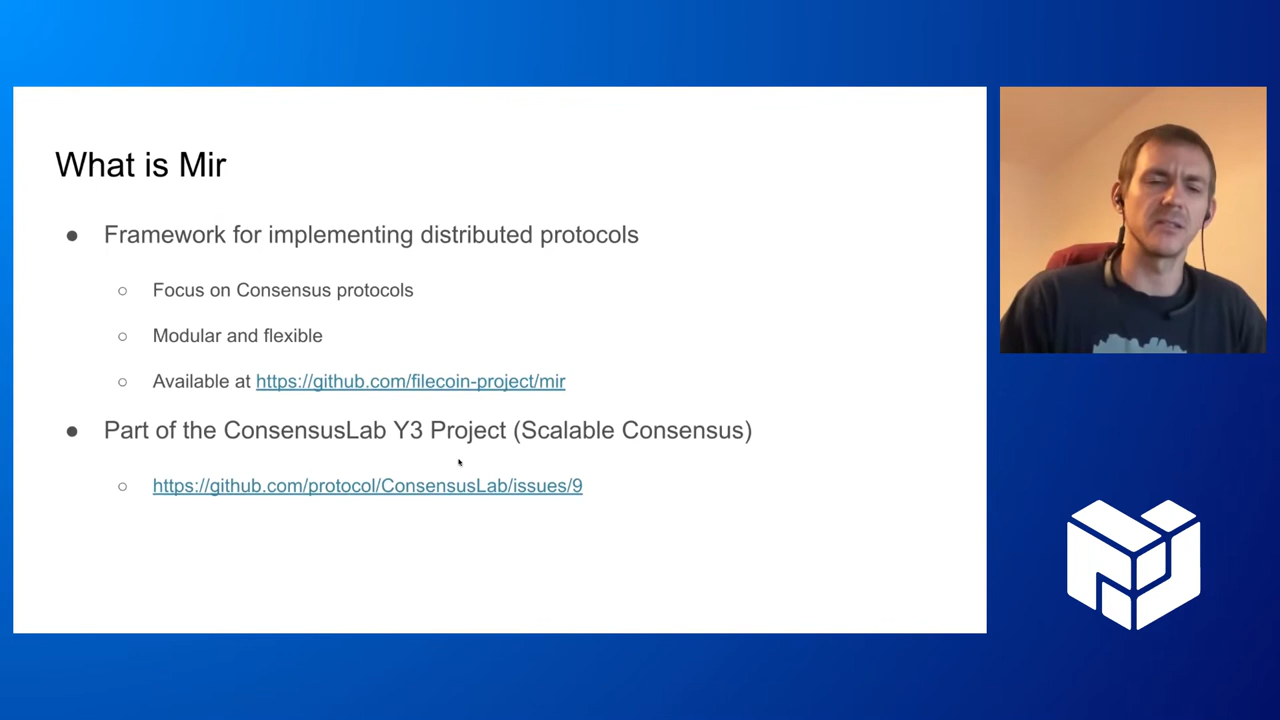 What is Mir
● Framework for implementing distributed protocols
○ Focus on Consensus protocols
○ Modular and flexible
○ Available at https://github.com/filecoin-project/mir
● Part of the ConsensusLab Y3 Project (Scalable Consensus)
○ https://github.com/protocol/ConsensusLab/issues/9